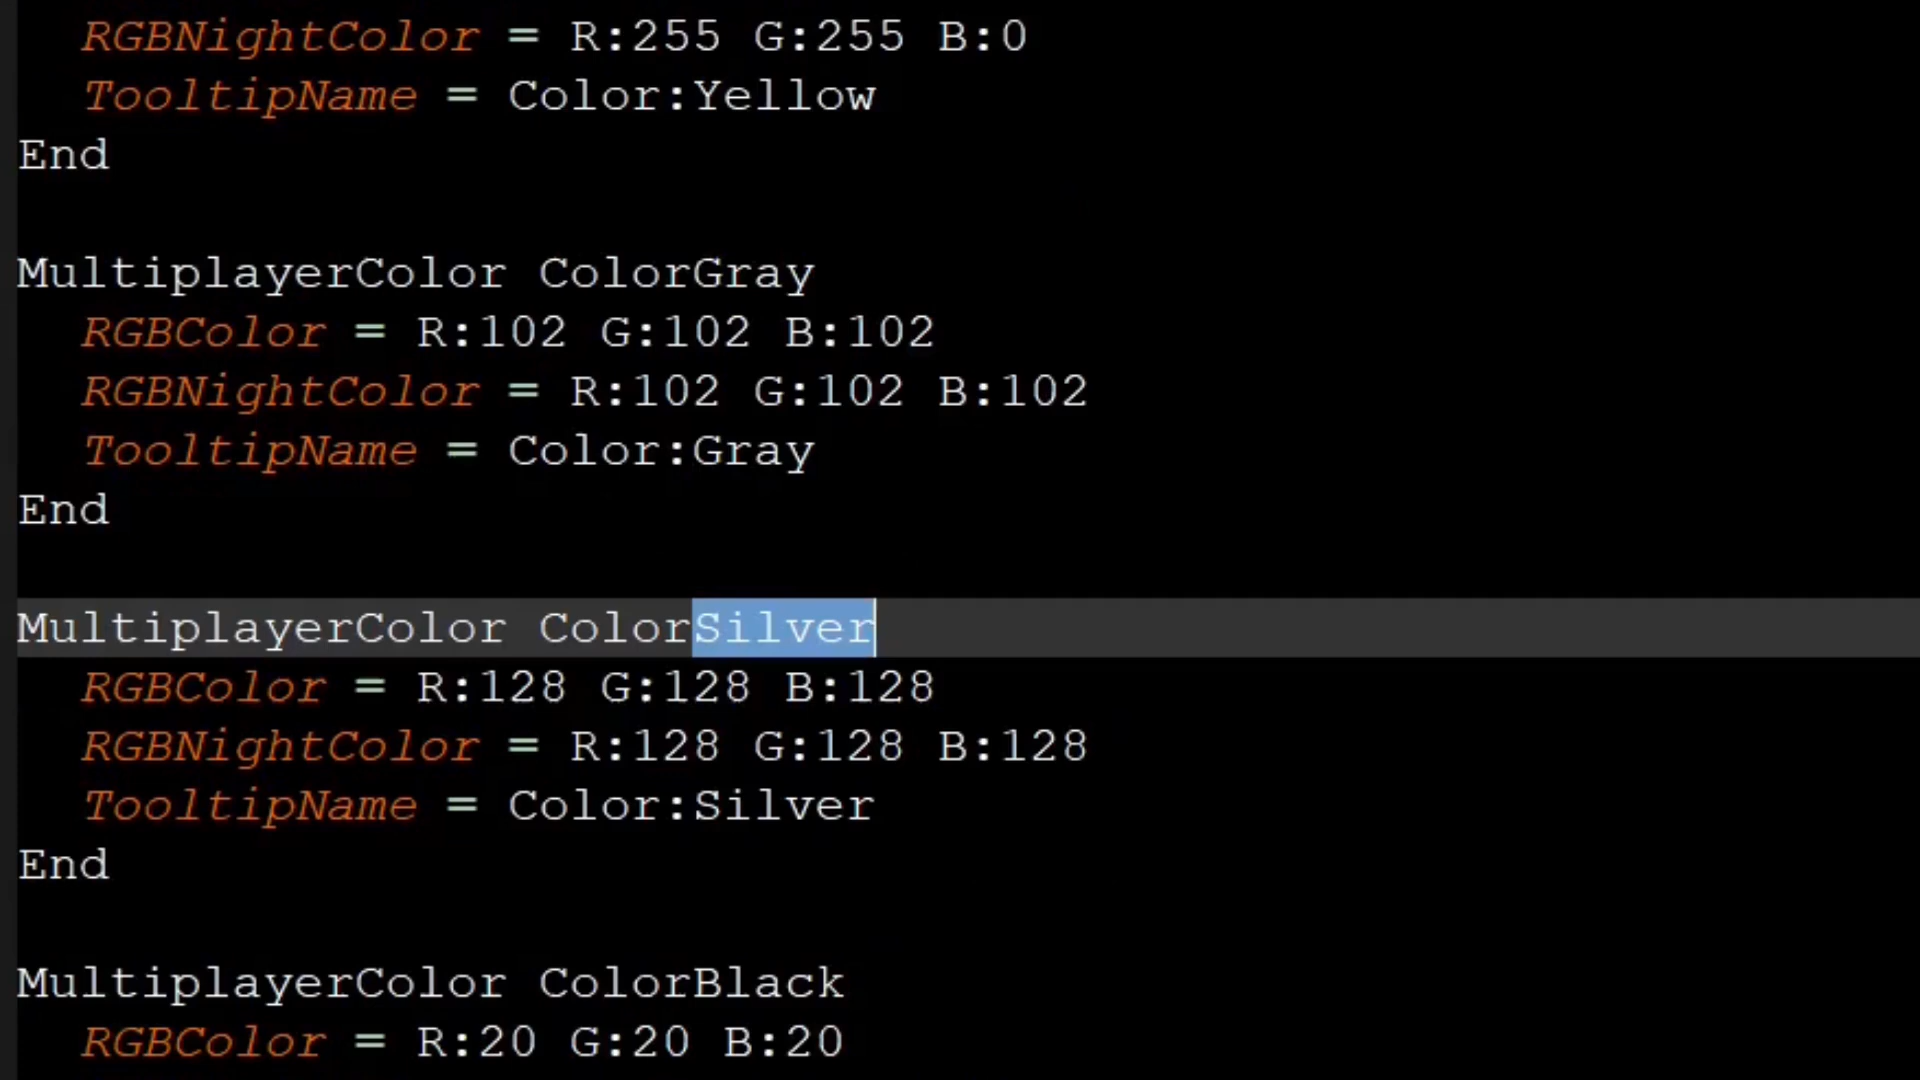 RGBNightColor = R:255 G:255 B:0
TooltipName = Color:Yellow
End
MultiplayerColor ColorGray
RGBColor = R:102 G:102 B:102
RGBNightColor = R:102 G:102 B:102
TooltipName = Color:Gray
End
MultiplayerColor ColorSilver
RGBColor = R:128 G:128 B:128
RGBNightColor = R:128 G:128 B:128
TooltipName = Color:Silver
End
MultiplayerColor ColorBlack
RGBColor = R:20 G:20 B:20